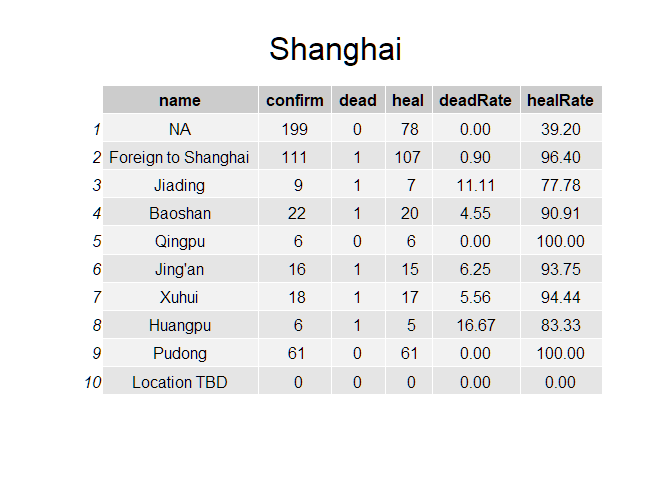 Shanghai
name confirm dead heal deadRate healRate
1 NA 199 0 78 0.00 39.20
2 Foreign to Shanghai 111 1 107 0.90 96.40
3 Jiading 9 1 7 11.11 77.78
4 Baoshan 22 1 20 4.55 90.91
5 Qingpu 6 0 6 0.00 100.00
6 Jing'an 16 1 15 6.25 93.75
7 Xuhui 18 1 17 5.56 94.44
8 Huangpu 6 1 5 16.67 83.33
9 Pudong 61 0 61 0.00 100.00
10 Location TBD 0 0 0 0.00 0.00